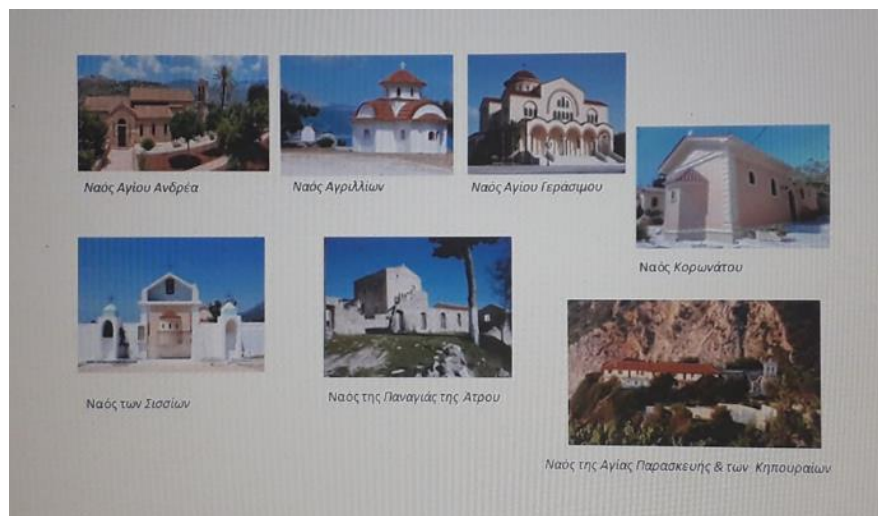 Ναός Αγίου Ανδρέα
Ναός Αγριλλίων
Ναός Αγίου Γεράσιμου
Ναός Κορωνάτου
Ναός των Σισσίων
Ναός της Παναγιάς της Άτρου
Ναός της Αγίας Παρασκευής & των Κηπουραίων